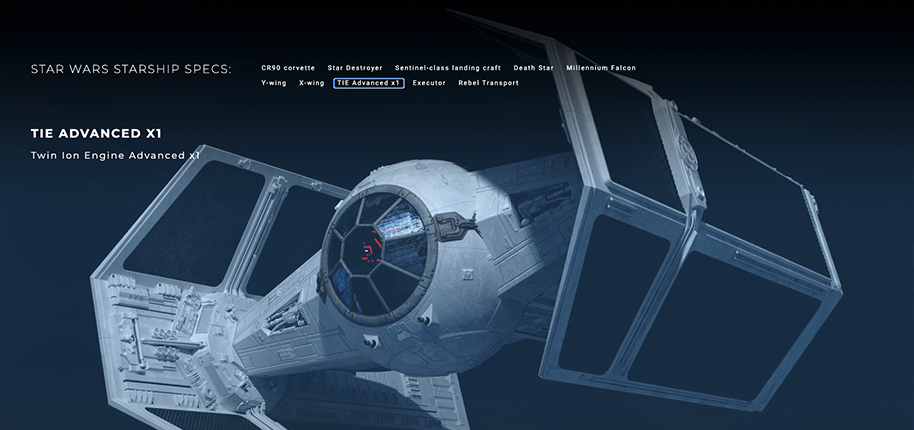 STAR WARS STARSHIP SPECS:
CR90 corvette Star Destroyer Sentinel-class landing craft Death Star Millennium Falcon
Y-wing X-wing TIE Advanced x1 Executor Rebel Transport
TIE ADVANCED X1
Twin Ion Engine Advanced x1